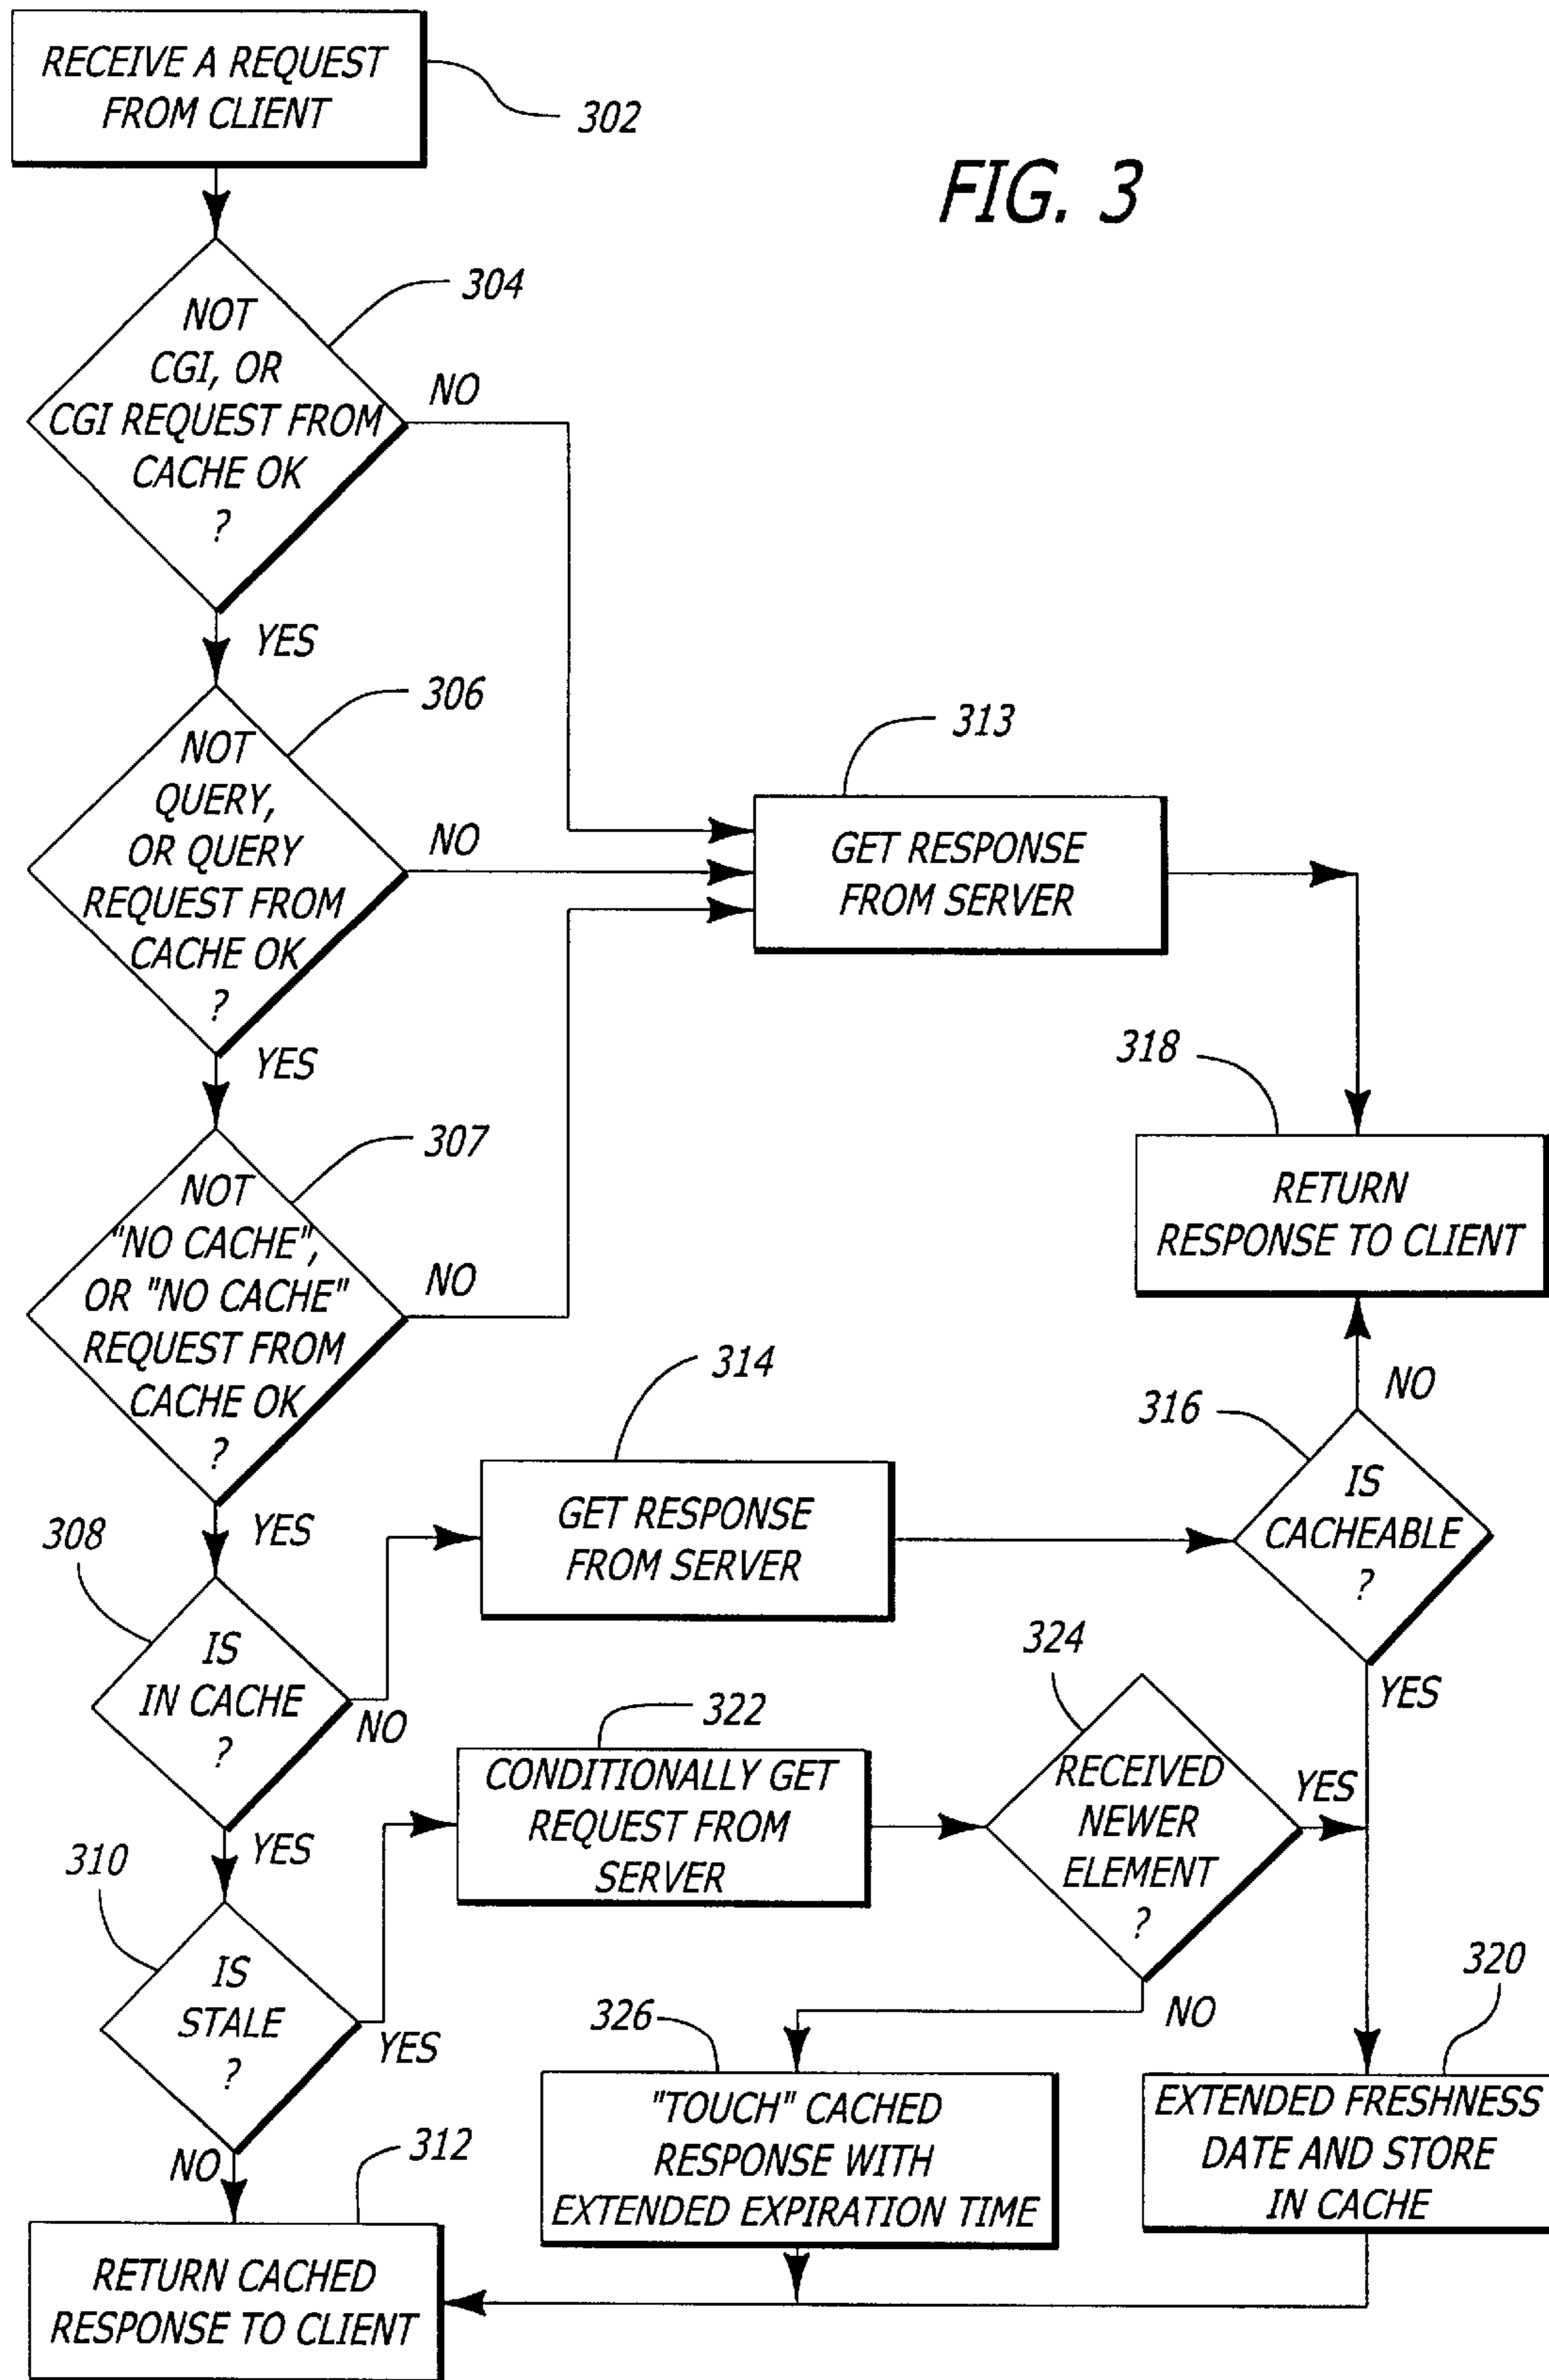 RECEIVE A REQUEST
FROM CLIENT
302
FIG. 3
304
NOT
CGI, OR
CGI REQUEST FROM
CACHE OK
?
NO
YES
306
NOT
QUERY,
OR QUERY
REQUEST FROM
CACHE OK
?
NO
YES
313
GET RESPONSE
FROM SERVER
318
RETURN
RESPONSE TO CLIENT
307
NOT
"NO CACHE",
OR "NO CACHE"
REQUEST FROM
CACHE OK
?
NO
YES
314
GET RESPONSE
FROM SERVER
316
NO
IS
CACHEABLE
?
YES
308
IS
IN CACHE
?
NO
YES
322
CONDITIONALLY GET
REQUEST FROM
SERVER
324
RECEIVED
NEWER
ELEMENT
?
YES
NO
310
IS
STALE
?
YES
NO
326
"TOUCH" CACHED
RESPONSE WITH
EXTENDED EXPIRATION TIME
320
EXTENDED FRESHNESS
DATE AND STORE
IN CACHE
312
RETURN CACHED
RESPONSE TO CLIENT